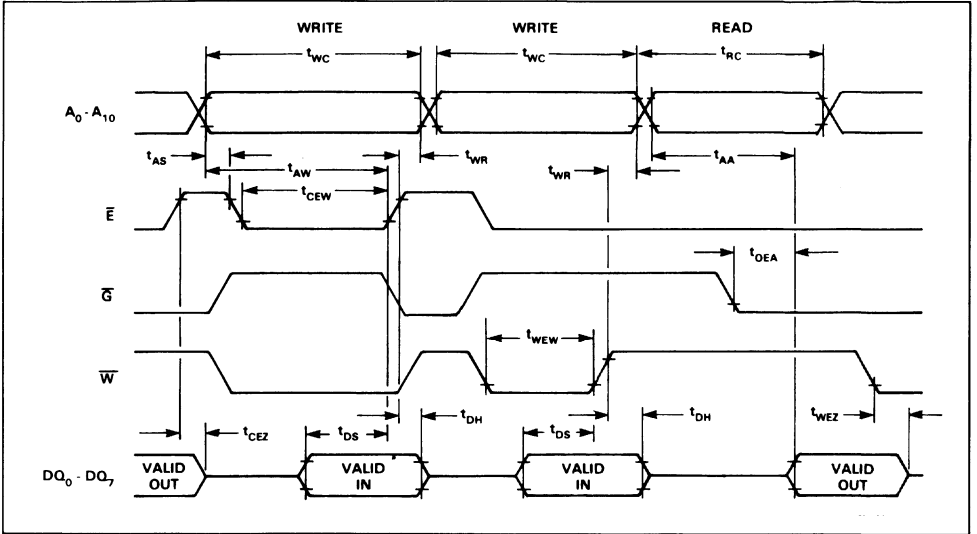 WRITE WRITE READ
tWC tWC tRC
A0 - A10
tAS tAW tWR tWR tAA
tCEW
E̅
tOEA
G̅
tWEW
W̅
tCEZ tDS tDH tDS tDH tWEZ
DQ0 - DQ7 VALID OUT VALID IN VALID IN VALID OUT